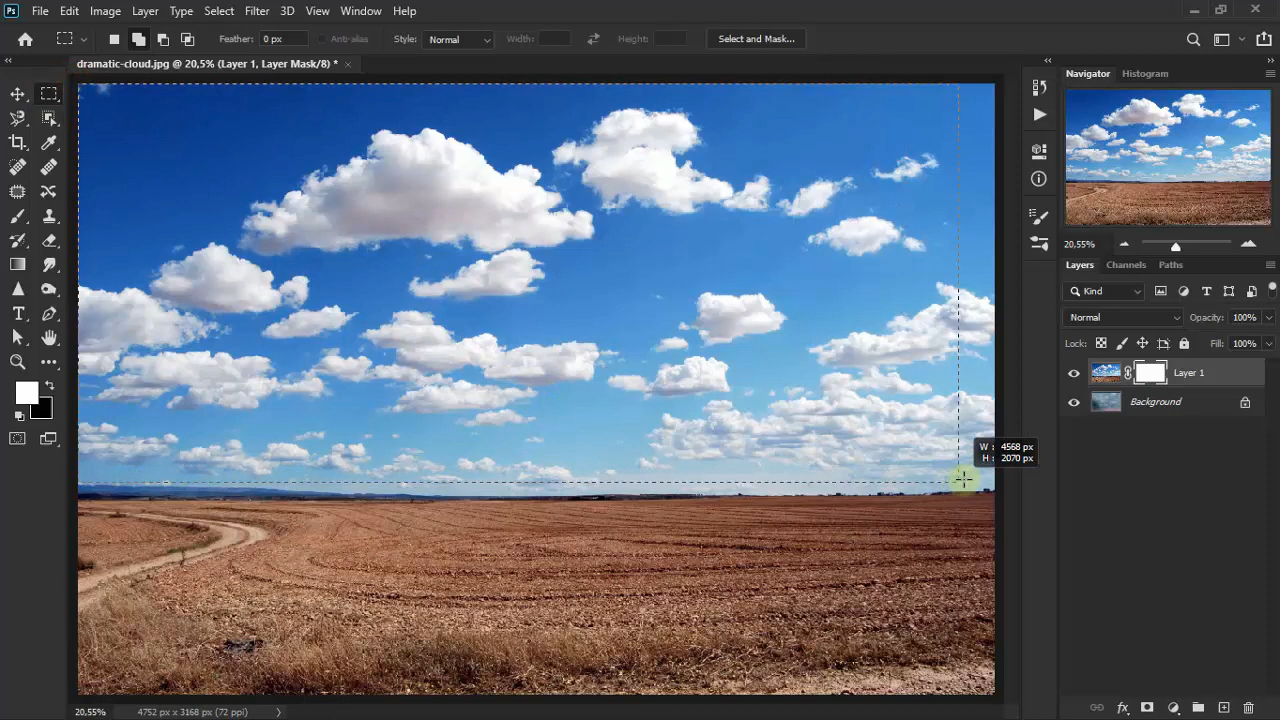 Ps File Edit Image Layer Type Select Filter 3D View Window Help
Feather: 0 px Anti-alias Style: Normal Width: Height: Select and Mask...
dramatic-cloud.jpg @ 20,5% (Layer 1, Layer Mask/8) *
Navigator Histogram
20,55%
Layers Channels Paths
Kind
Normal Opacity: 100%
Lock: Fill: 100%
Layer 1
Background
W : 4568 px
H : 2070 px
20,55% 4752 px x 3168 px (72 ppi)